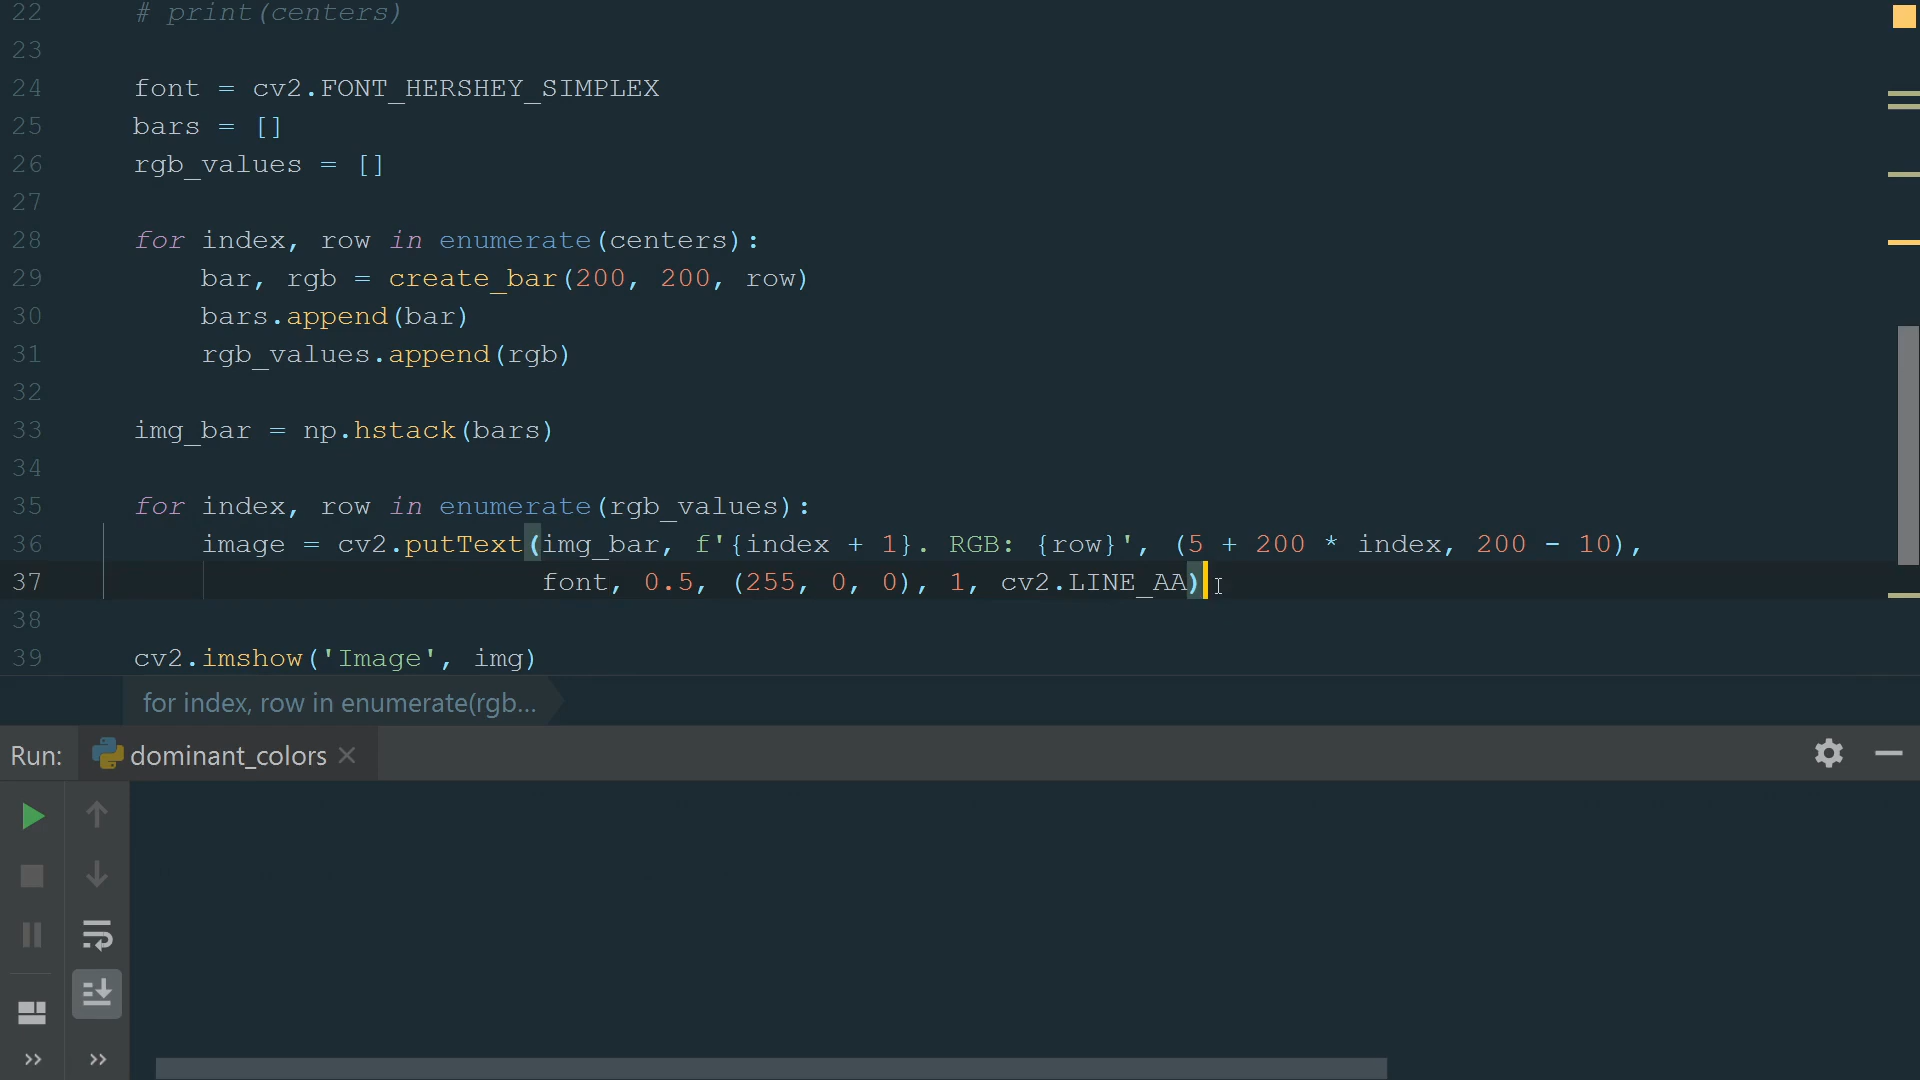 22 # print(centers)
23
24 font = cv2.FONT_HERSHEY_SIMPLEX
25 bars = []
26 rgb_values = []
27
28 for index, row in enumerate(centers):
29 bar, rgb = create_bar(200, 200, row)
30 bars.append(bar)
31 rgb_values.append(rgb)
32
33 img_bar = np.hstack(bars)
34
35 for index, row in enumerate(rgb_values):
36 image = cv2.putText(img_bar, f'{index + 1}. RGB: {row}', (5 + 200 * index, 200 - 10),
37 font, 0.5, (255, 0, 0), 1, cv2.LINE_AA)
38
39 cv2.imshow('Image', img)
for index, row in enumerate(rgb...
Run: dominant_colors